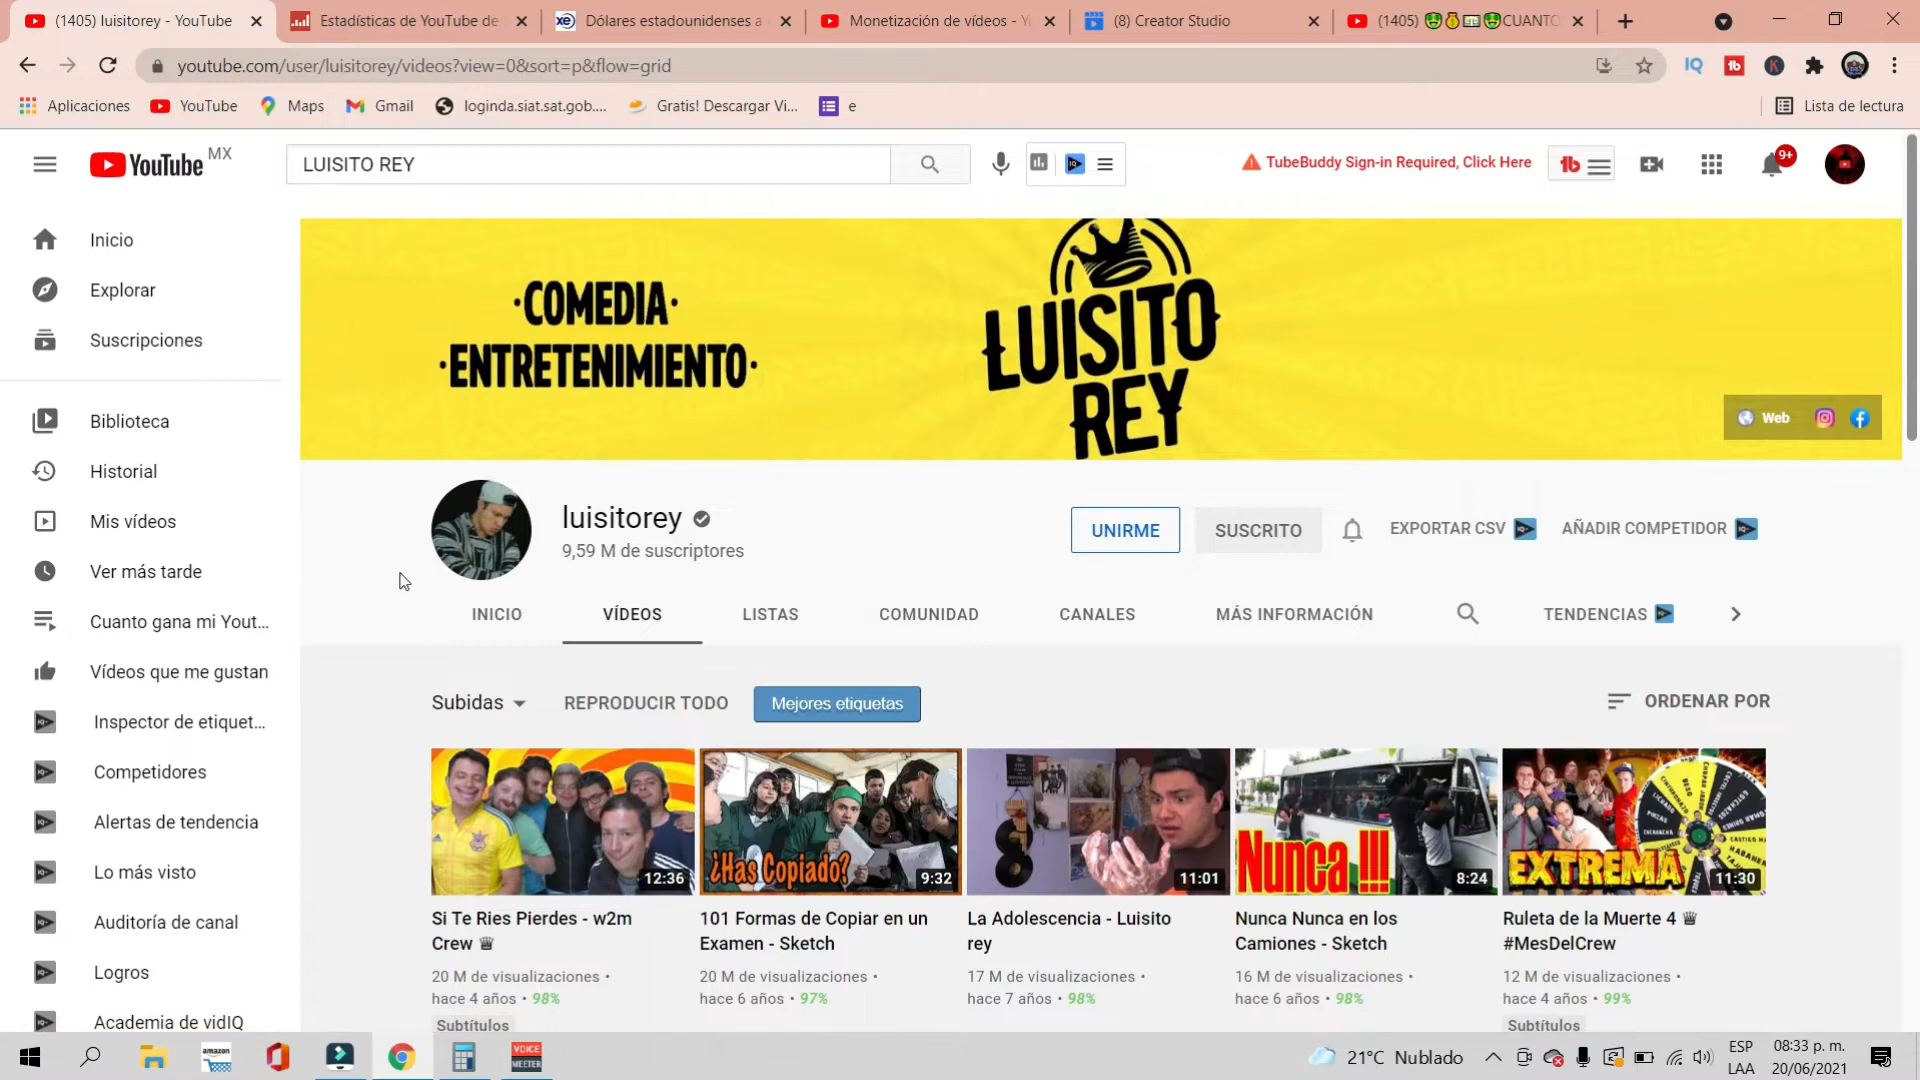 (1405) luisitorey - YouTube
Estadísticas de YouTube de
Dólares estadounidenses a
Monetización de vídeos - Y
(8) Creator Studio
(1405) 🤑💰💵🤑CUANTO
youtube.com/user/luisitorey/videos?view=0&sort=p&flow=grid
Aplicaciones
YouTube
Maps
Gmail
loginda.siat.sat.gob....
Gratis! Descargar Vi...
e
Lista de lectura
YouTube MX
LUISITO REY
TubeBuddy Sign-in Required, Click Here
9+
Inicio
Explorar
Suscripciones
Biblioteca
Historial
Mis vídeos
Ver más tarde
Cuanto gana mi Yout...
Vídeos que me gustan
Inspector de etiquet...
Competidores
Alertas de tendencia
Lo más visto
Auditoría de canal
Logros
Academia de vidIQ
·COMEDIA·
·ENTRETENIMIENTO·
LUISITO
REY
Web
luisitorey
9,59 M de suscriptores
UNIRME
SUSCRITO
EXPORTAR CSV
AÑADIR COMPETIDOR
INICIO
VÍDEOS
LISTAS
COMUNIDAD
CANALES
MÁS INFORMACIÓN
TENDENCIAS
Subidas
REPRODUCIR TODO
Mejores etiquetas
ORDENAR POR
12:36
¿Has Copiado?
9:32
11:01
Nunca !!!
8:24
EXTREMA
11:30
Si Te Ries Pierdes - w2m
Crew ♛
20 M de visualizaciones •
hace 4 años • 98%
Subtítulos
101 Formas de Copiar en un
Examen - Sketch
20 M de visualizaciones •
hace 6 años • 97%
La Adolescencia - Luisito
rey
17 M de visualizaciones •
hace 7 años • 98%
Nunca Nunca en los
Camiones - Sketch
16 M de visualizaciones •
hace 6 años • 98%
Ruleta de la Muerte 4 ♛
#MesDelCrew
12 M de visualizaciones •
hace 4 años • 99%
Subtítulos
amazon
VOICE
MEETER
21°C Nublado
ESP
LAA
08:33 p. m.
20/06/2021